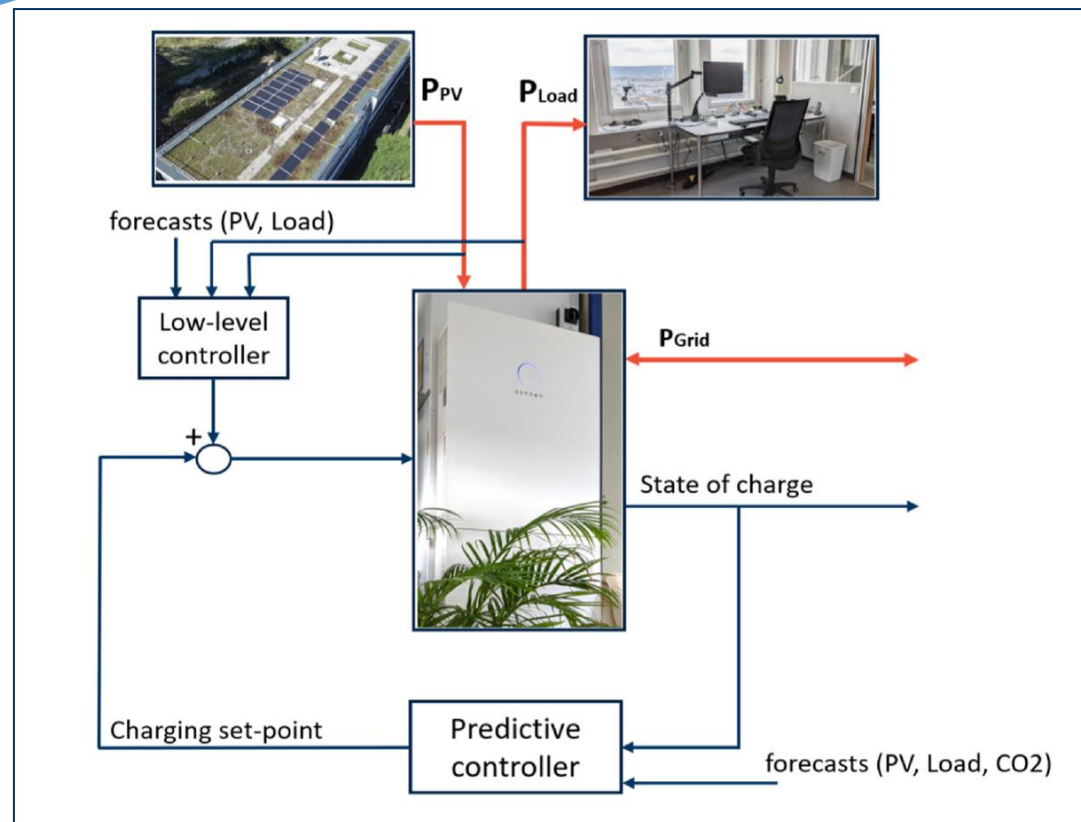 PPV
PLoad
forecasts (PV, Load)
Low-level
controller
PGrid
sonnen
+
State of charge
Charging set-point
Predictive
controller
forecasts (PV, Load, CO2)